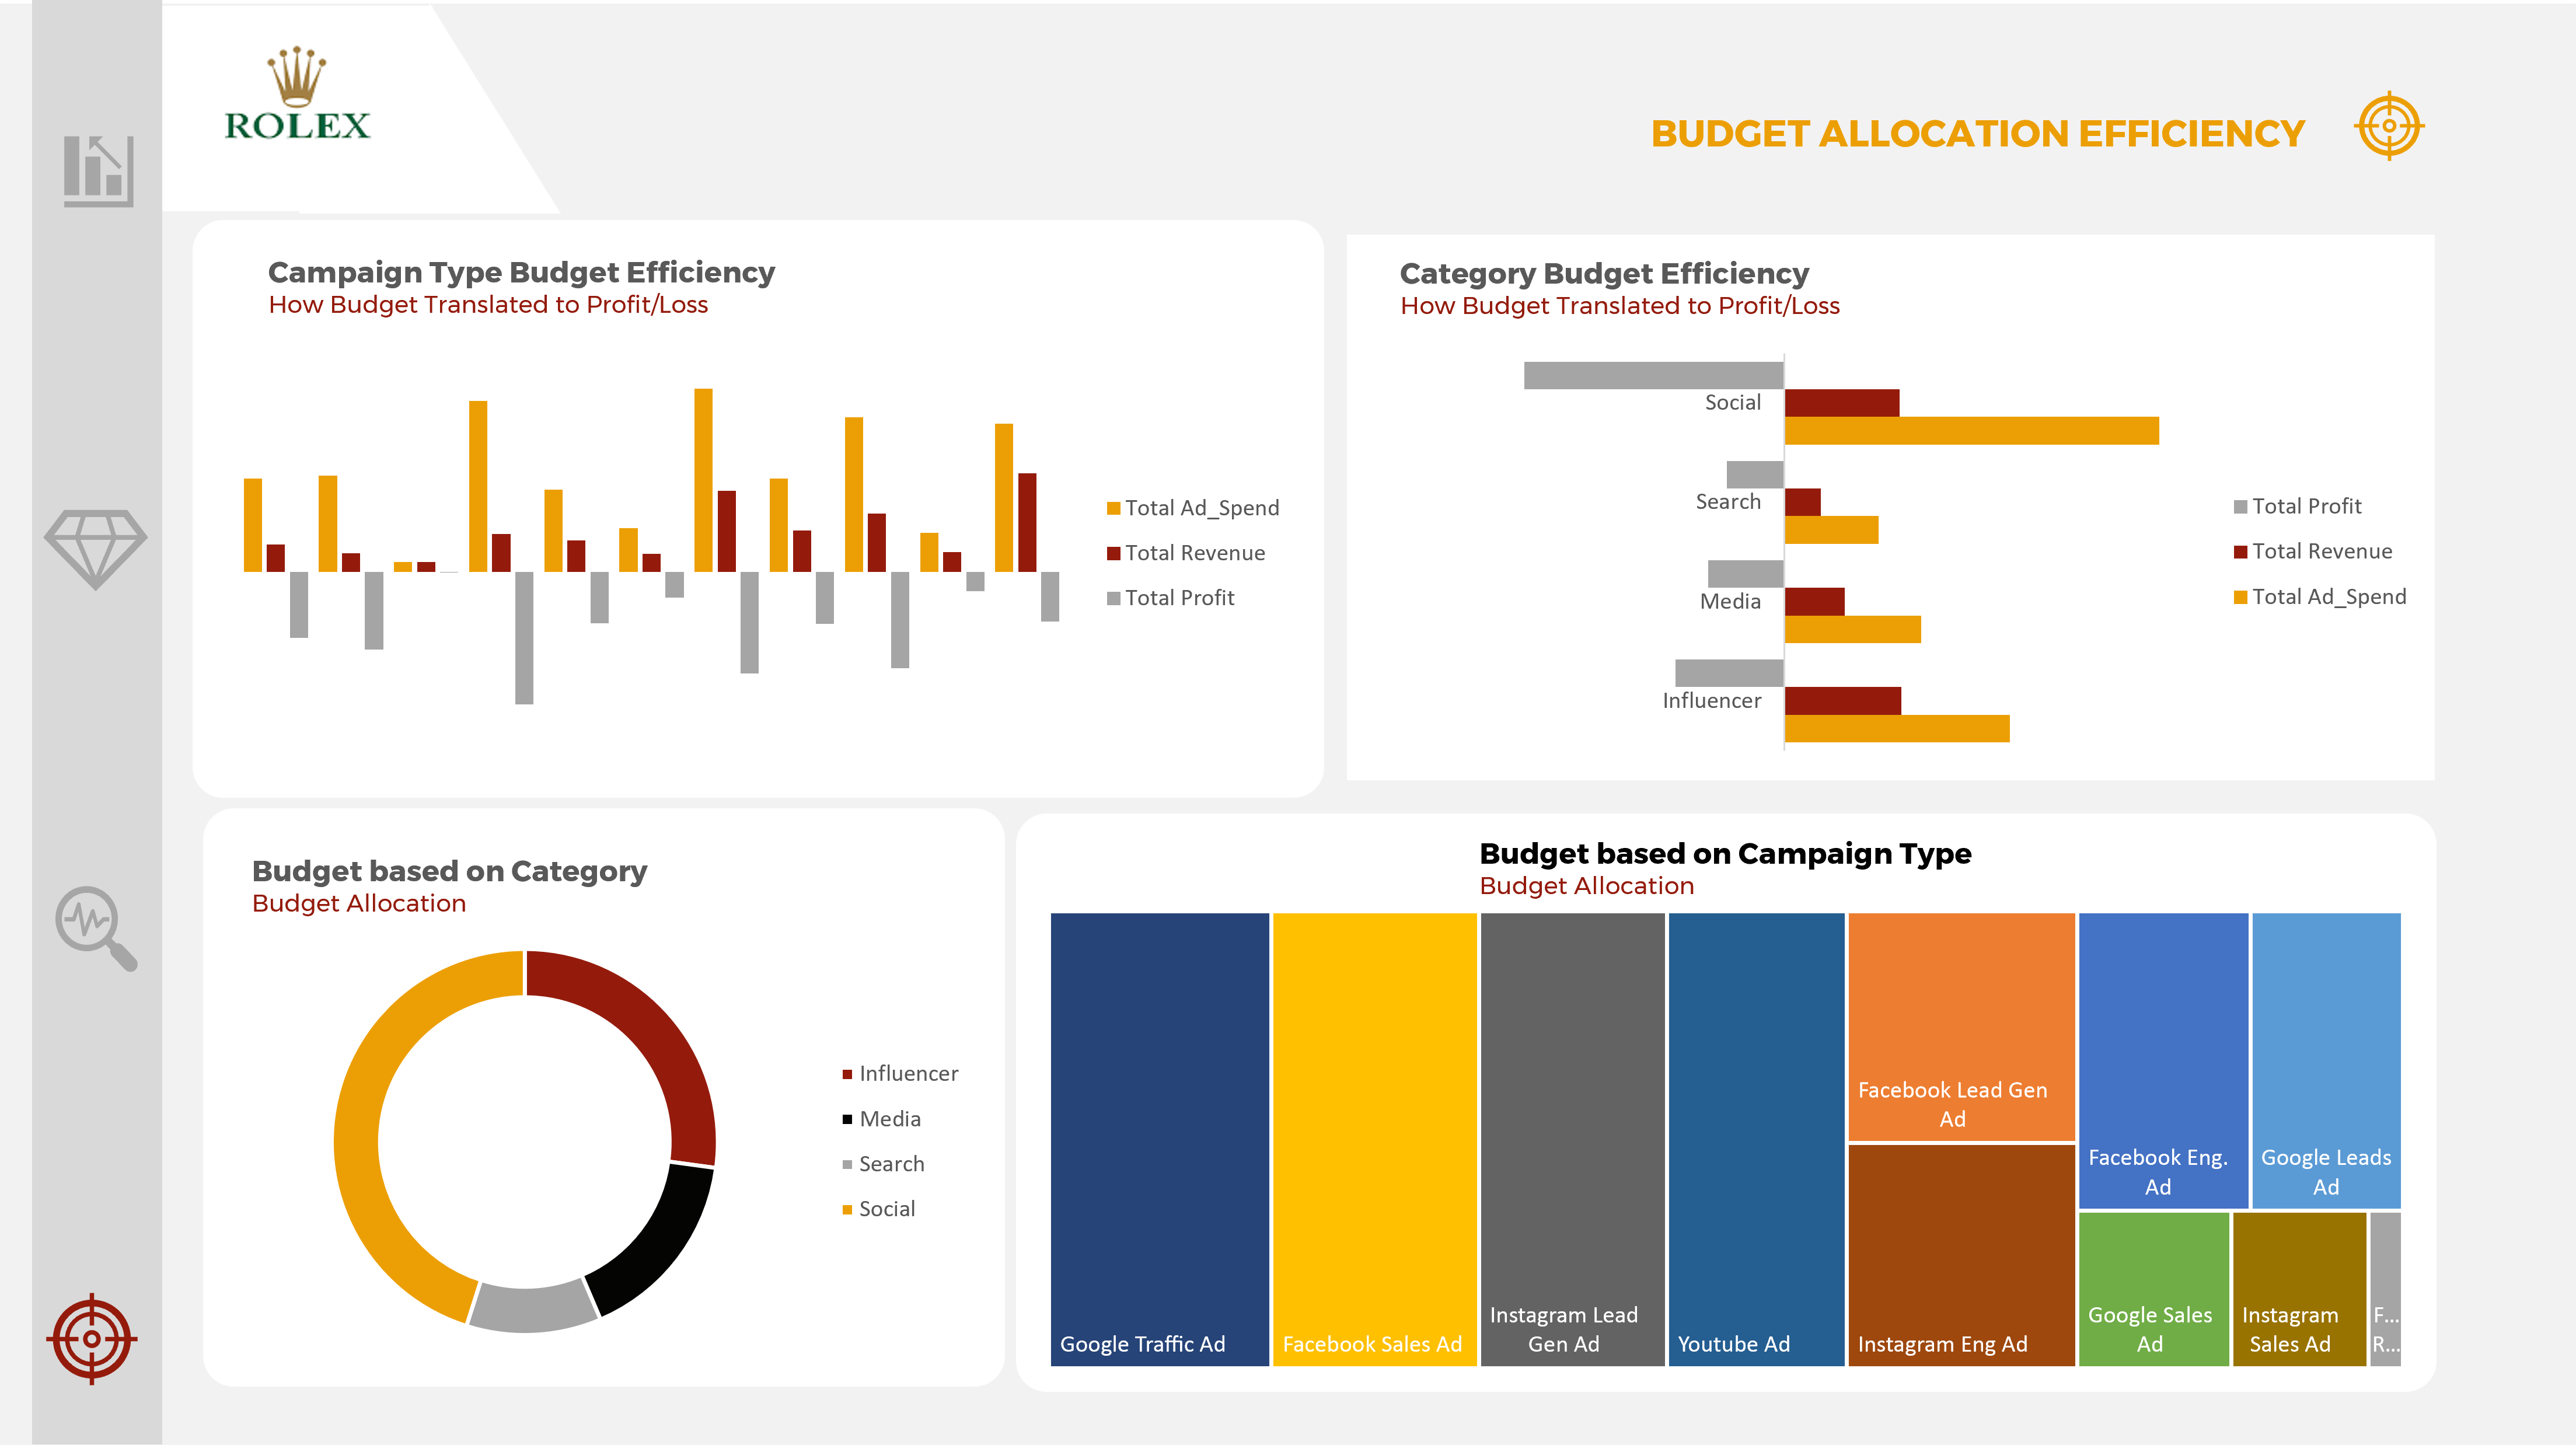 ROLEX
BUDGET ALLOCATION EFFICIENCY
Campaign Type Budget Efficiency
How Budget Translated to Profit/Loss
Total Ad_Spend
Total Revenue
Total Profit
Category Budget Efficiency
How Budget Translated to Profit/Loss
Social
Search
Media
Influencer
Total Profit
Total Revenue
Total Ad_Spend
Budget based on Category
Budget Allocation
Influencer
Media
Search
Social
Budget based on Campaign Type
Budget Allocation
Google Traffic Ad
Facebook Sales Ad
Instagram Lead
Gen Ad
Youtube Ad
Facebook Lead Gen
Ad
Instagram Eng Ad
Facebook Eng.
Ad
Google Leads
Ad
Google Sales
Ad
Instagram
Sales Ad
F...
R...